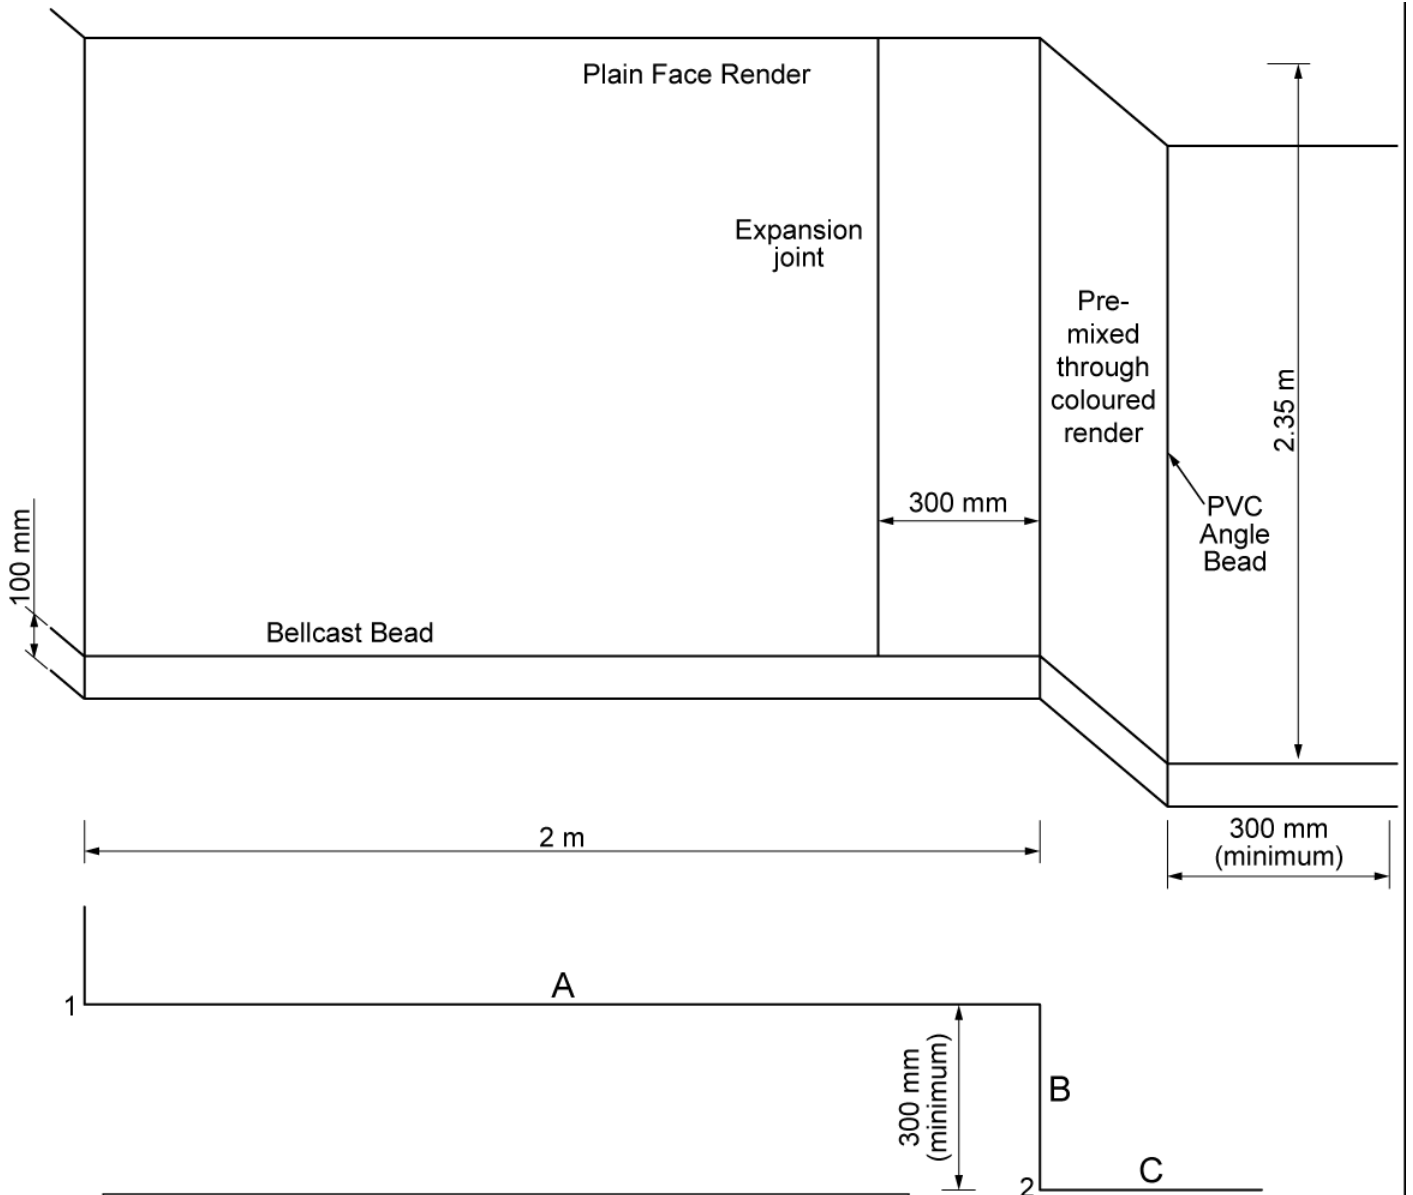 Plain Face Render
Expansion
joint
Pre-
mixed
through
coloured
render
2.35 m
300 mm
PVC
Angle
Bead
100 mm
Bellcast Bead
2 m
300 mm
(minimum)
A
1
300 mm
(minimum)
B
C
2